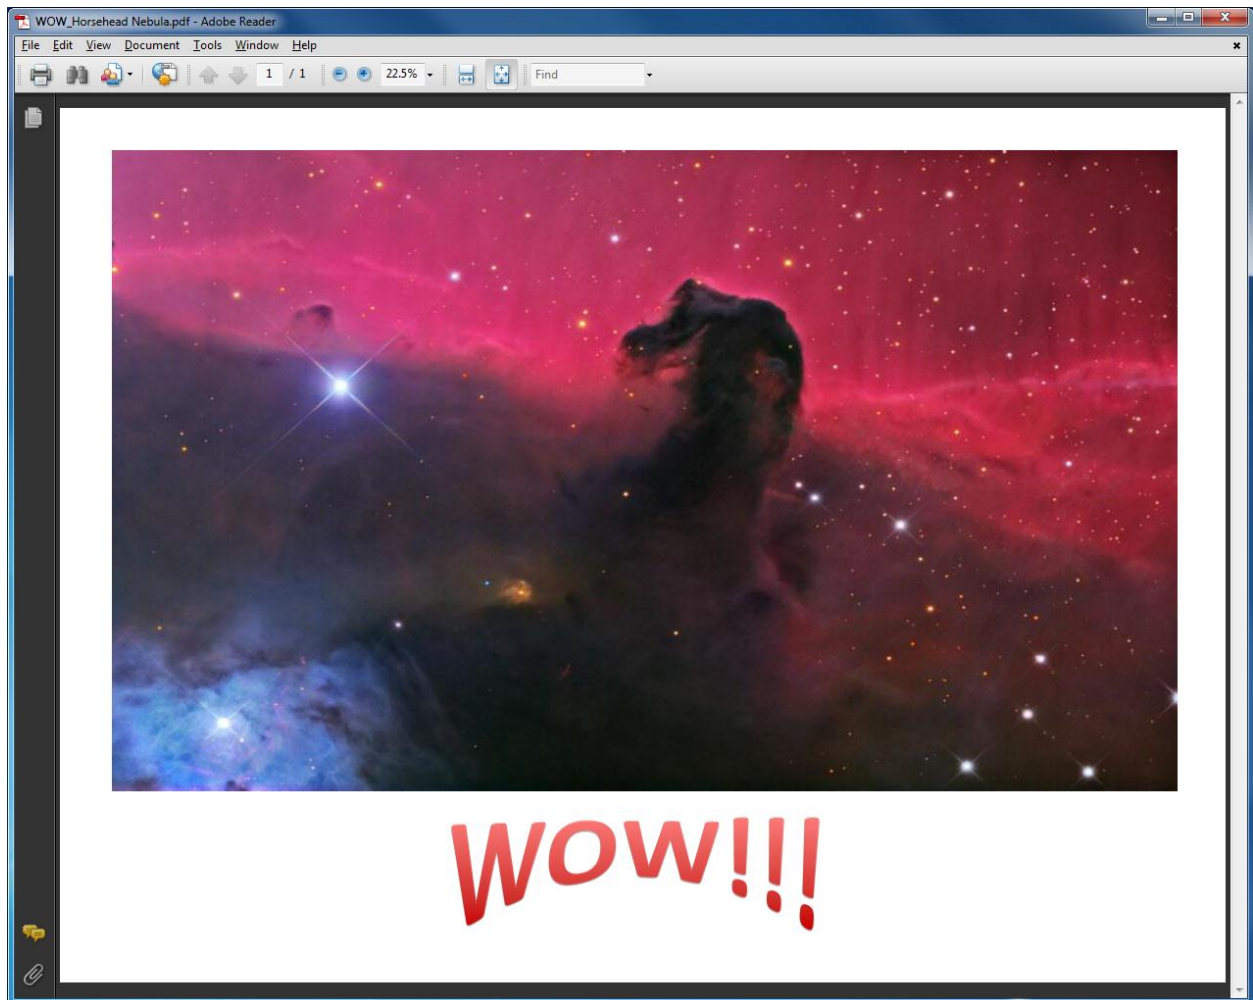 WOW_Horsehead Nebula.pdf - Adobe Reader
File Edit View Document Tools Window Help
1 / 1 22.5% Find
WOW!!!